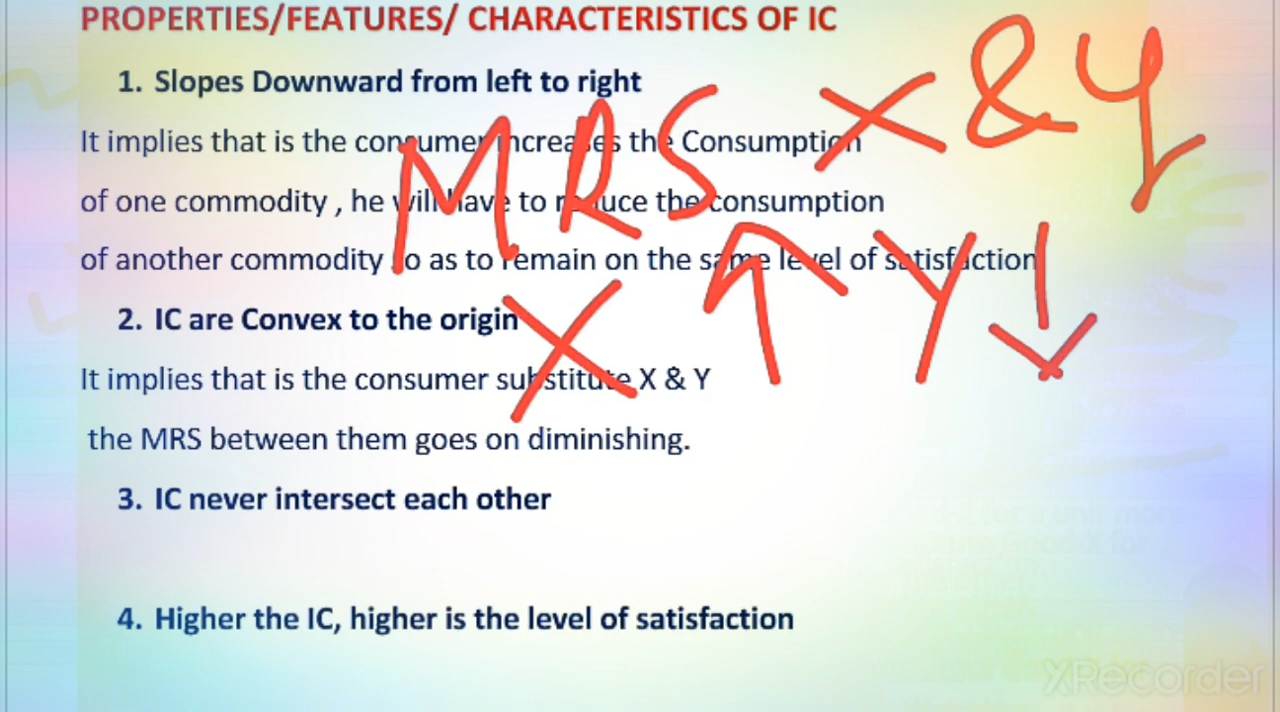 PROPERTIES/FEATURES/ CHARACTERISTICS OF IC
1. Slopes Downward from left to right
MRS X & Y
It implies that is the consumer increases the Consumption
of one commodity , he will have to reduce the consumption
of another commodity so as to remain on the same level of satisfaction
X ↑ Y ↓
2. IC are Convex to the origin
It implies that is the consumer substitute X & Y
the MRS between them goes on diminishing.
3. IC never intersect each other
4. Higher the IC, higher is the level of satisfaction
XRecorder